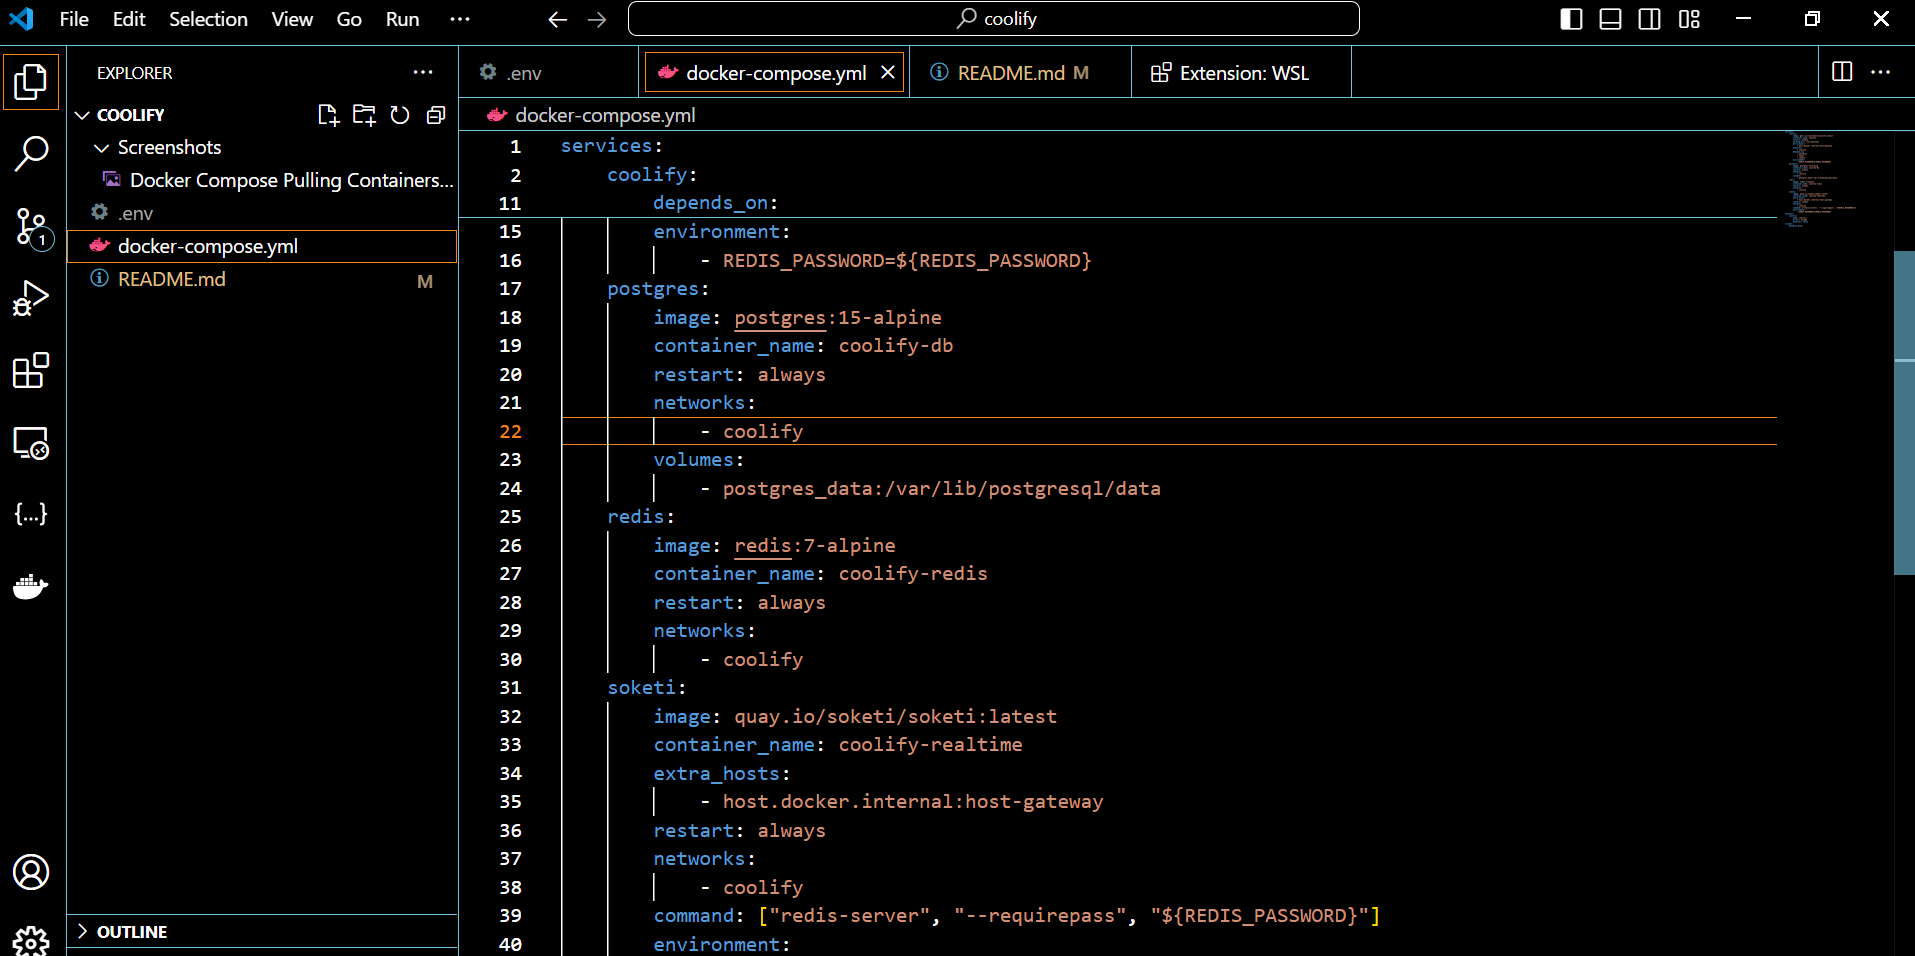 File Edit Selection View Go Run ··· coolify
EXPLORER ···
COOLIFY
Screenshots
Docker Compose Pulling Containers...
.env
docker-compose.yml
README.md M
OUTLINE
1
.env docker-compose.yml README.md M Extension: WSL ···
docker-compose.yml
1 services:
2 coolify:
11 depends_on:
15 environment:
16 - REDIS_PASSWORD=${REDIS_PASSWORD}
17 postgres:
18 image: postgres:15-alpine
19 container_name: coolify-db
20 restart: always
21 networks:
22 - coolify
23 volumes:
24 - postgres_data:/var/lib/postgresql/data
25 redis:
26 image: redis:7-alpine
27 container_name: coolify-redis
28 restart: always
29 networks:
30 - coolify
31 soketi:
32 image: quay.io/soketi/soketi:latest
33 container_name: coolify-realtime
34 extra_hosts:
35 - host.docker.internal:host-gateway
36 restart: always
37 networks:
38 - coolify
39 command: ["redis-server", "--requirepass", "${REDIS_PASSWORD}"]
40 environment: